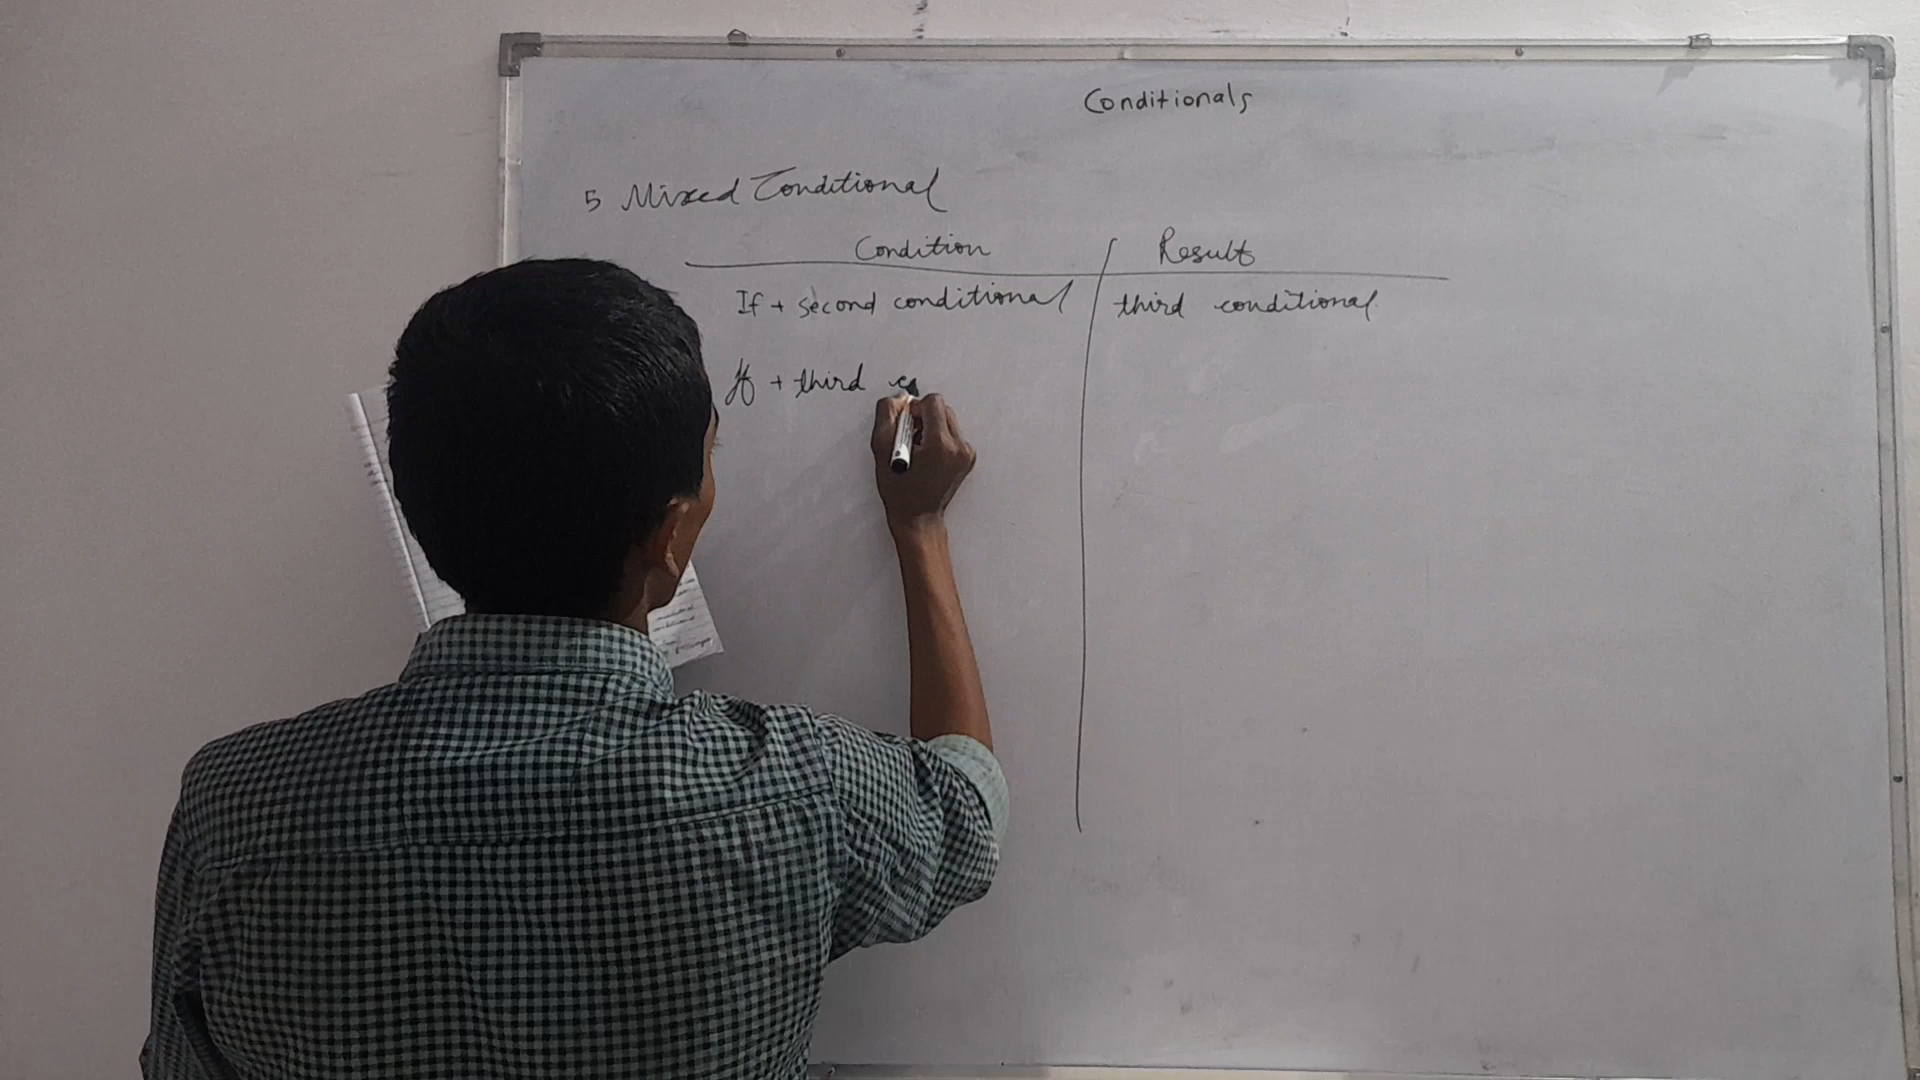 Conditionals
5 Mixed Conditional
Condition Result
If + second conditional third conditional
If + third